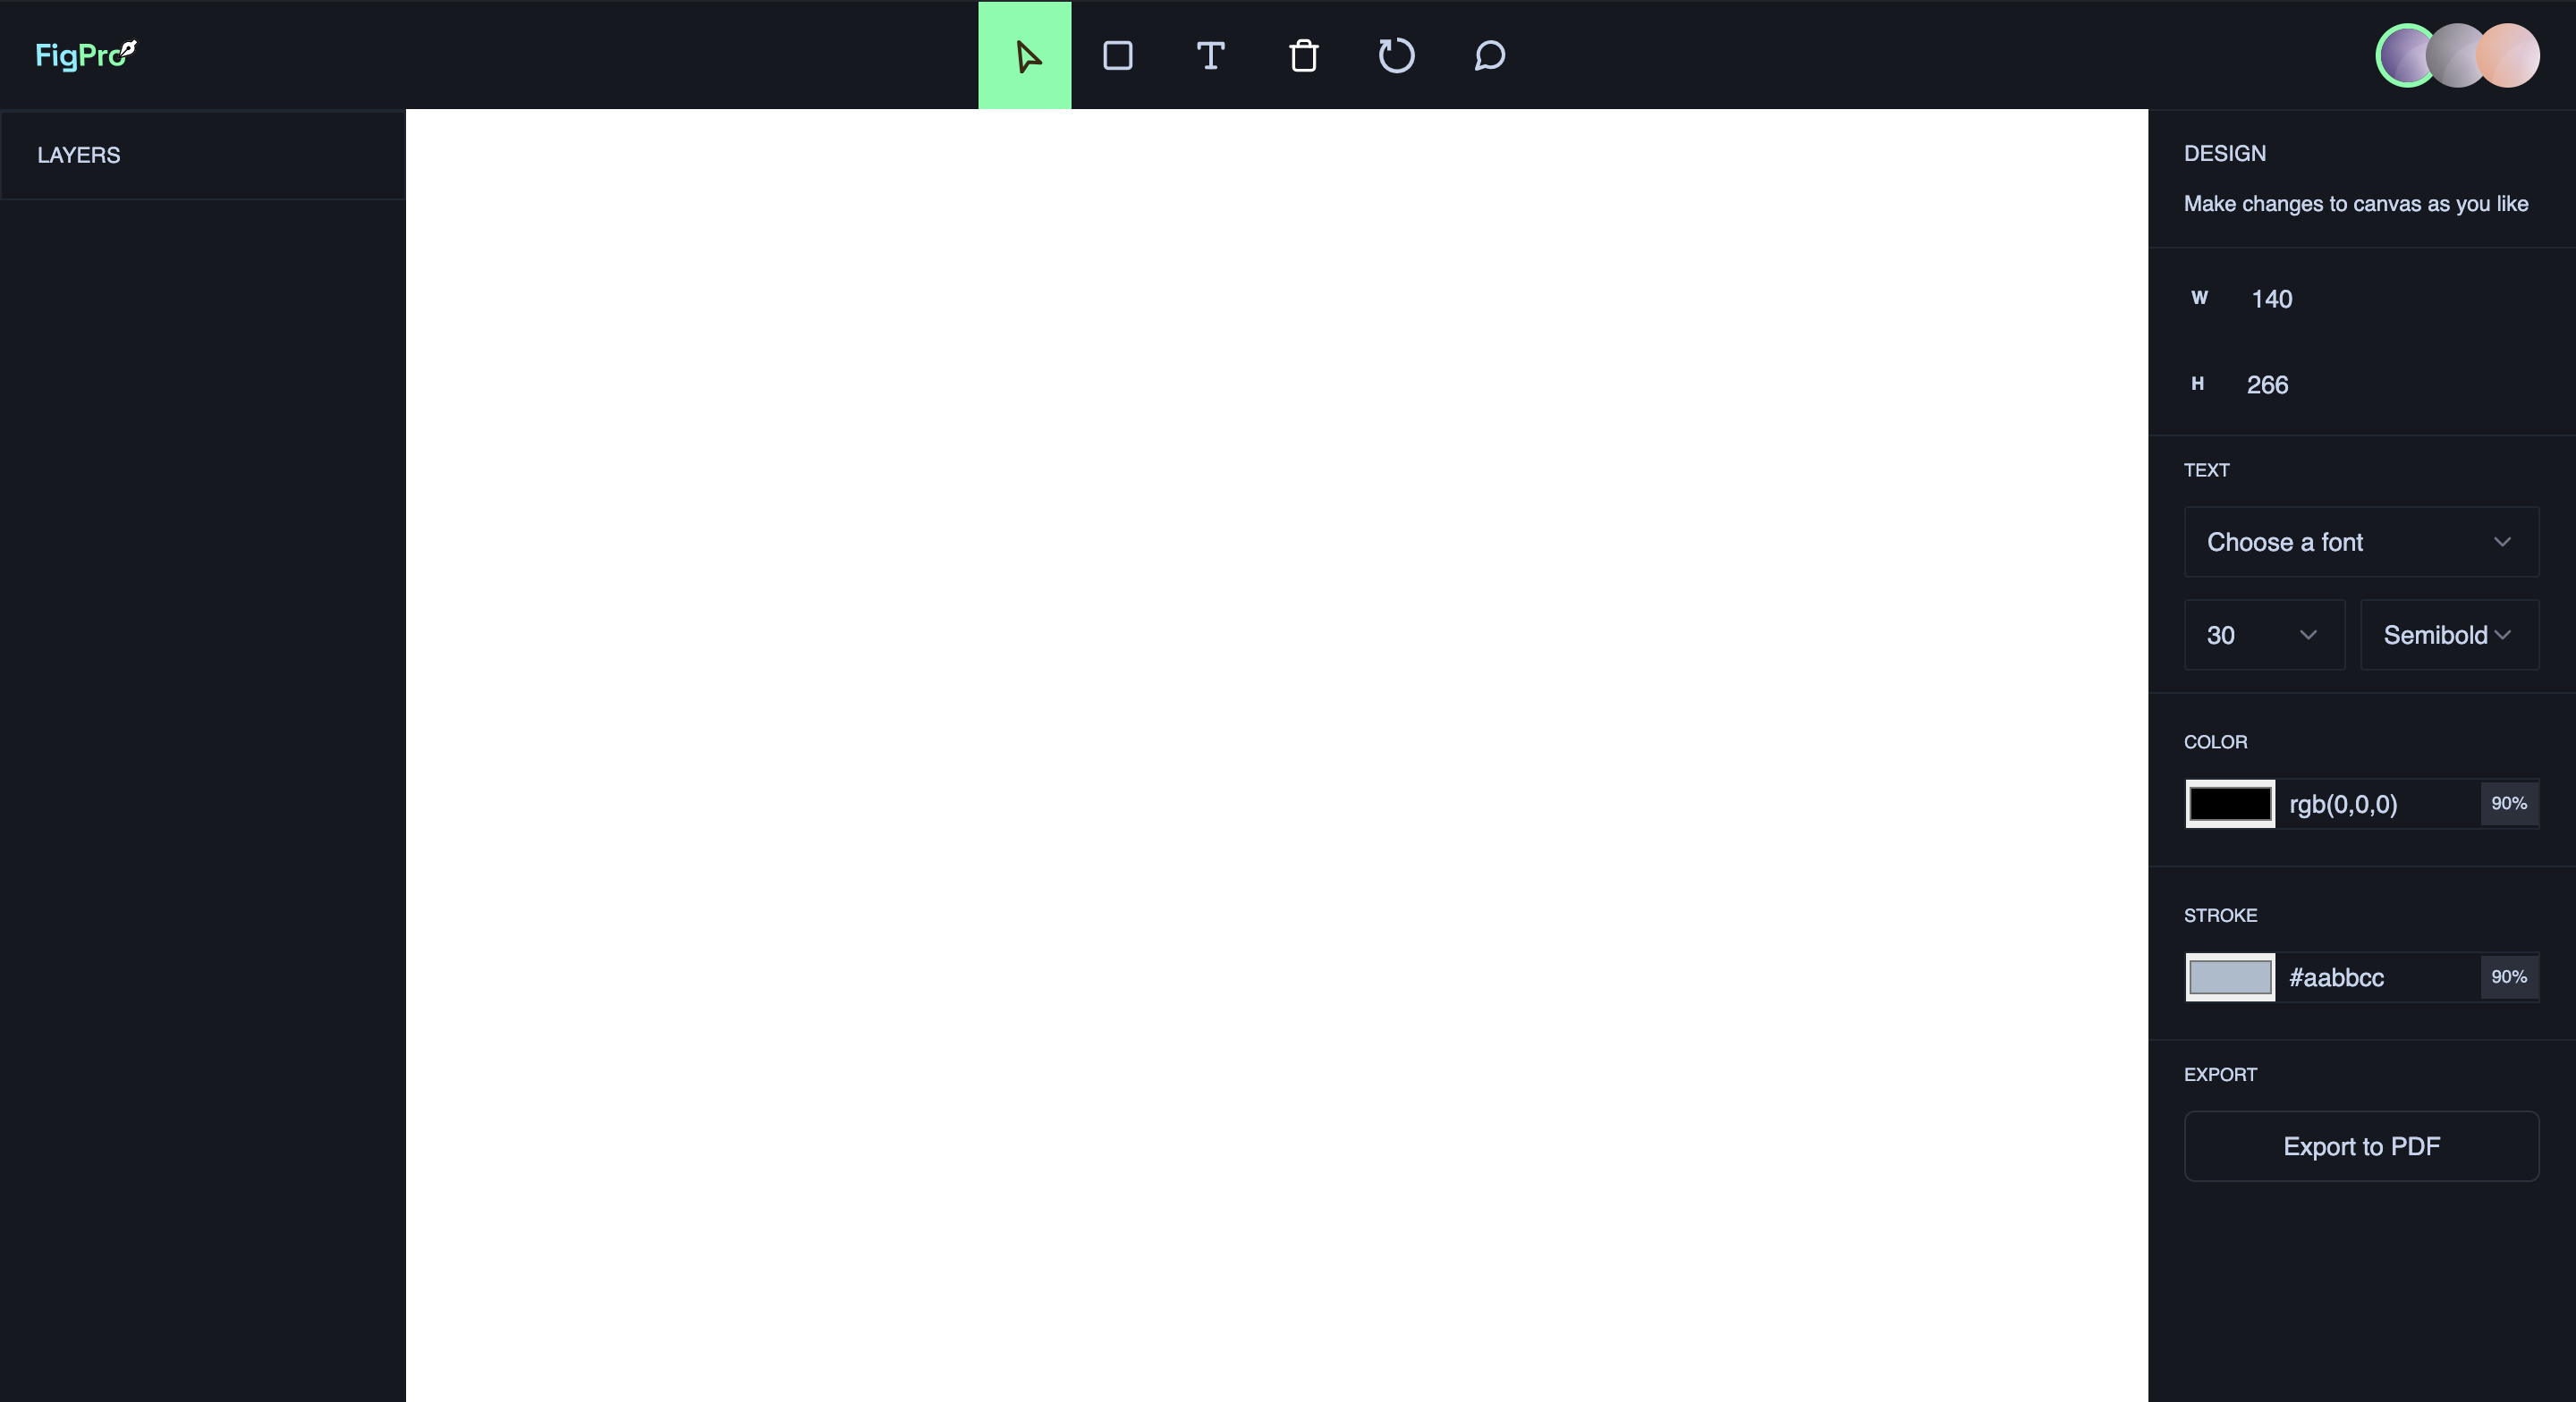 FigPro
LAYERS
DESIGN
Make changes to canvas as you like
W 140
H 266
TEXT
Choose a font
30 Semibold
COLOR
rgb(0,0,0) 90%
STROKE
#aabbcc 90%
EXPORT
Export to PDF